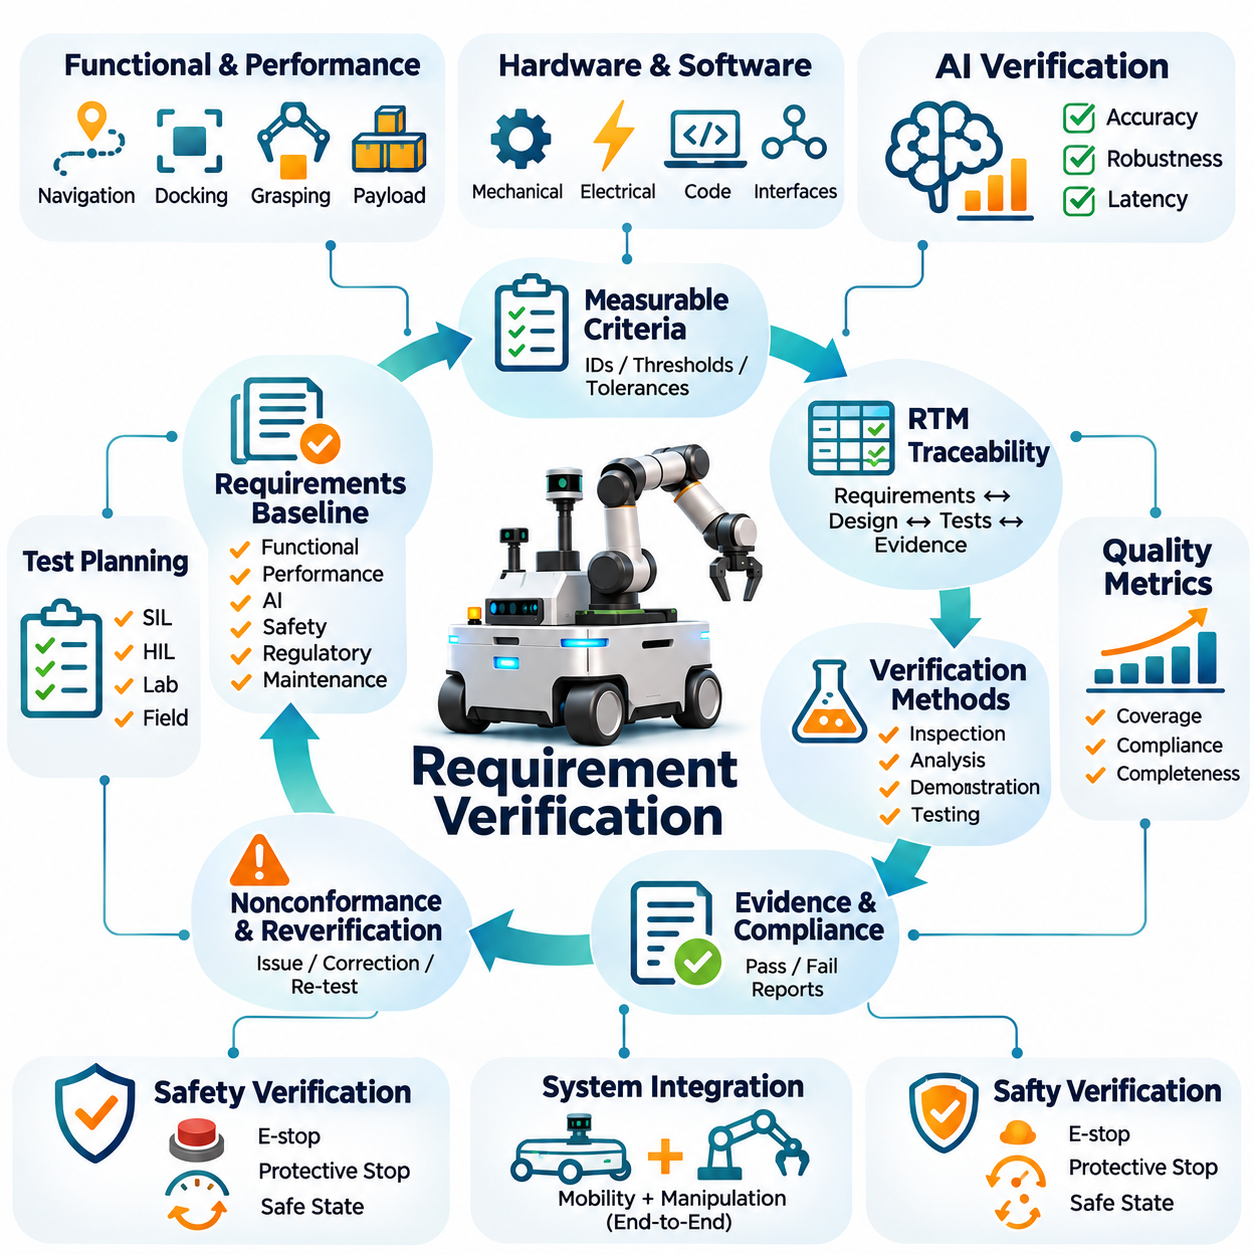 Functional & Performance
Navigation
Docking
Grasping
Payload
Hardware & Software
Mechanical
Electrical
Code
Interfaces
AI Verification
Accuracy
Robustness
Latency
Measurable
Criteria
IDs / Thresholds /
Tolerances
RTM
Traceability
Requirements ↔
Design ↔ Tests ↔
Evidence
Requirements
Baseline
Functional
Performance
AI
Safety
Regulatory
Maintenance
Test Planning
SIL
HIL
Lab
Field
Quality
Metrics
Coverage
Compliance
Completeness
Verification
Methods
Inspection
Analysis
Demonstration
Testing
Requirement
Verification
Nonconformance
& Reverification
Issue / Correction /
Re-test
Evidence &
Compliance
Pass / Fail
Reports
Safety Verification
E-stop
Protective Stop
Safe State
System Integration
Mobility + Manipulation
(End-to-End)
Safty Verification
E-stop
Protective Stop
Safe State